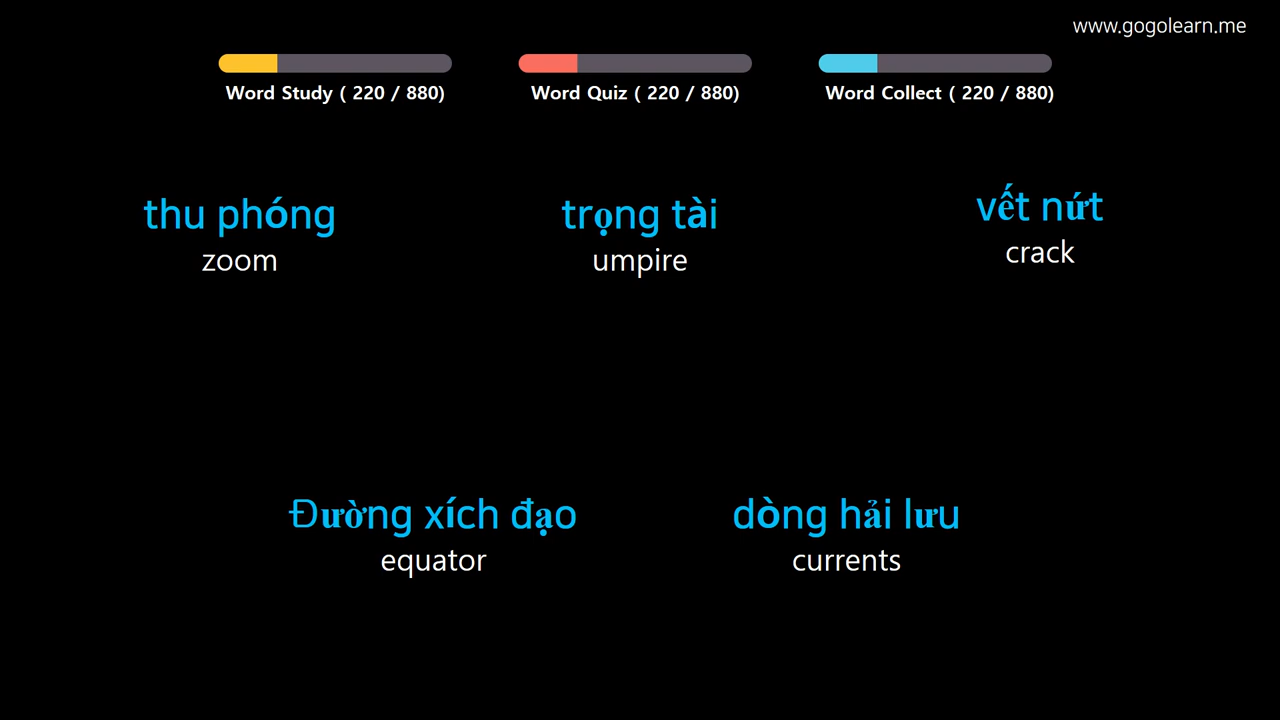 www.gogolearn.me
Word Study ( 220 / 880)
Word Quiz ( 220 / 880)
Word Collect ( 220 / 880)
thu phóng
zoom
trọng tài
umpire
vết nứt
crack
Đường xích đạo
equator
dòng hải lưu
currents